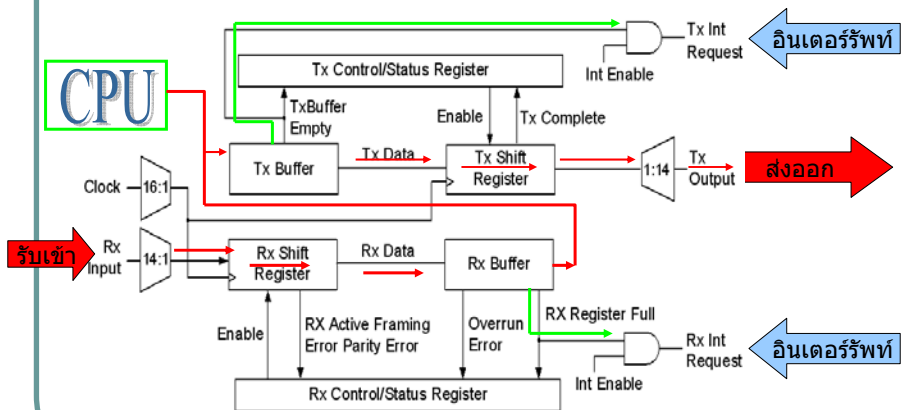 Tx Int
Request
อินเตอร์รัพท์
Int Enable
Tx Control/Status Register
CPU
TxBuffer
Empty
Enable
Tx Complete
Tx Buffer
Tx Data
Tx Shift
Register
1:14
Tx
Output
ส่งออก
Clock
16:1
รับเข้า
Rx
Input
14:1
Rx Shift
Register
Rx Data
Rx Buffer
Enable
RX Active Framing
Error Parity Error
Overrun
Error
RX Register Full
Rx Int
Request
อินเตอร์รัพท์
Int Enable
Rx Control/Status Register